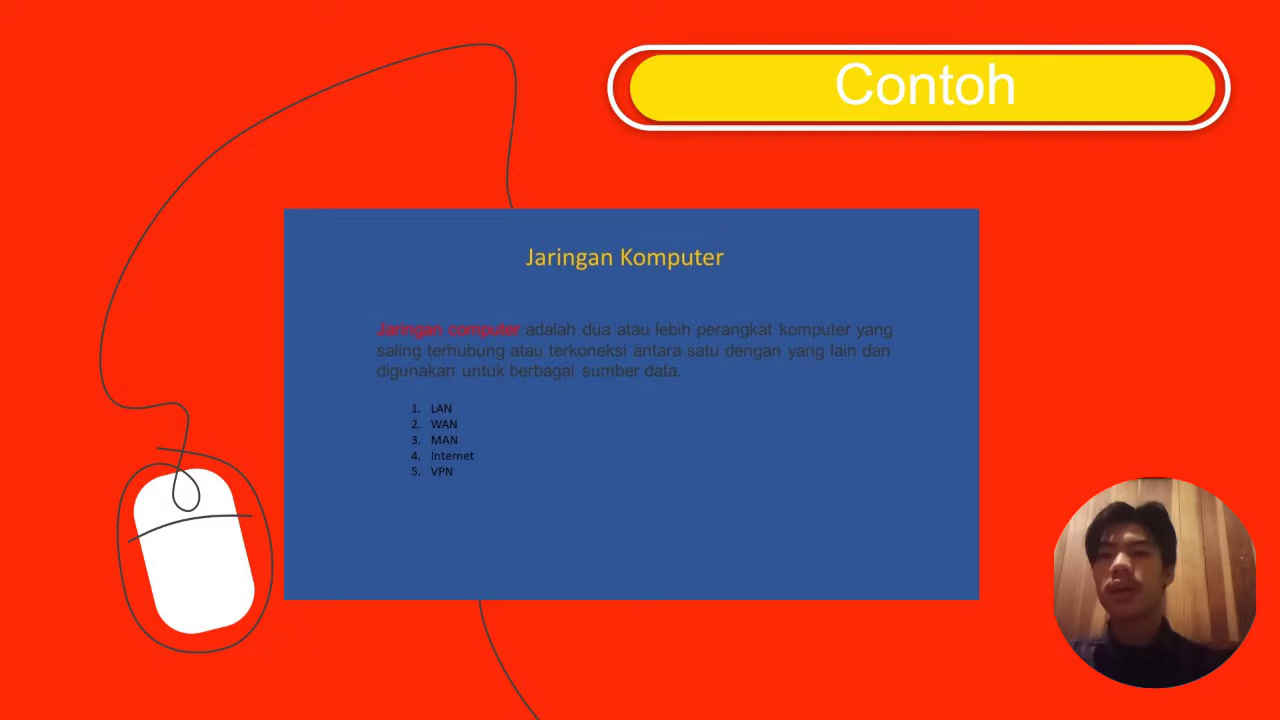 Contoh
Jaringan Komputer
Jaringan computer adalah dua atau lebih perangkat komputer yang
saling terhubung atau terkoneksi antara satu dengan yang lain dan
digunakan untuk berbagai sumber data.
1. LAN
2. WAN
3. MAN
4. Internet
5. VPN